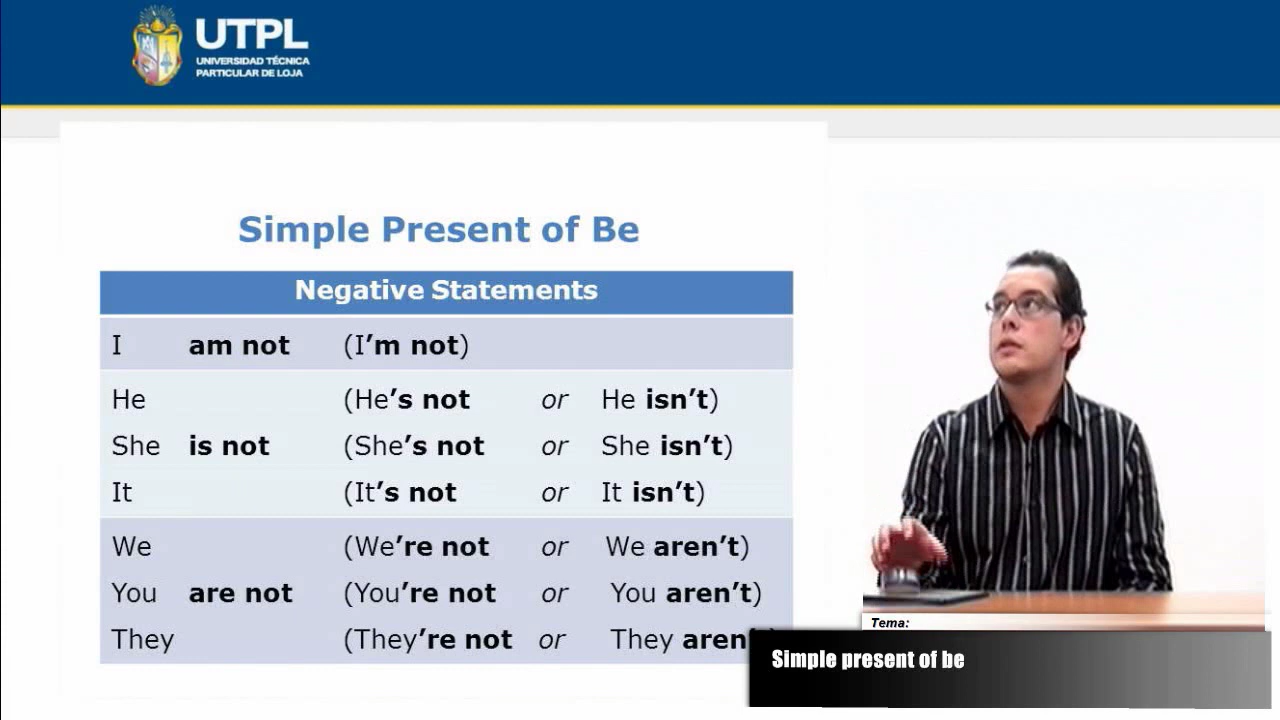 UTPL
UNIVERSIDAD TÉCNICA
PARTICULAR DE LOJA
Simple Present of Be
Negative Statements
I am not (I’m not)
He (He’s not or He isn’t)
She is not (She’s not or She isn’t)
It (It’s not or It isn’t)
We (We’re not or We aren’t)
You are not (You’re not or You aren’t)
They (They’re not or They aren’
Tema:
Simple present of be